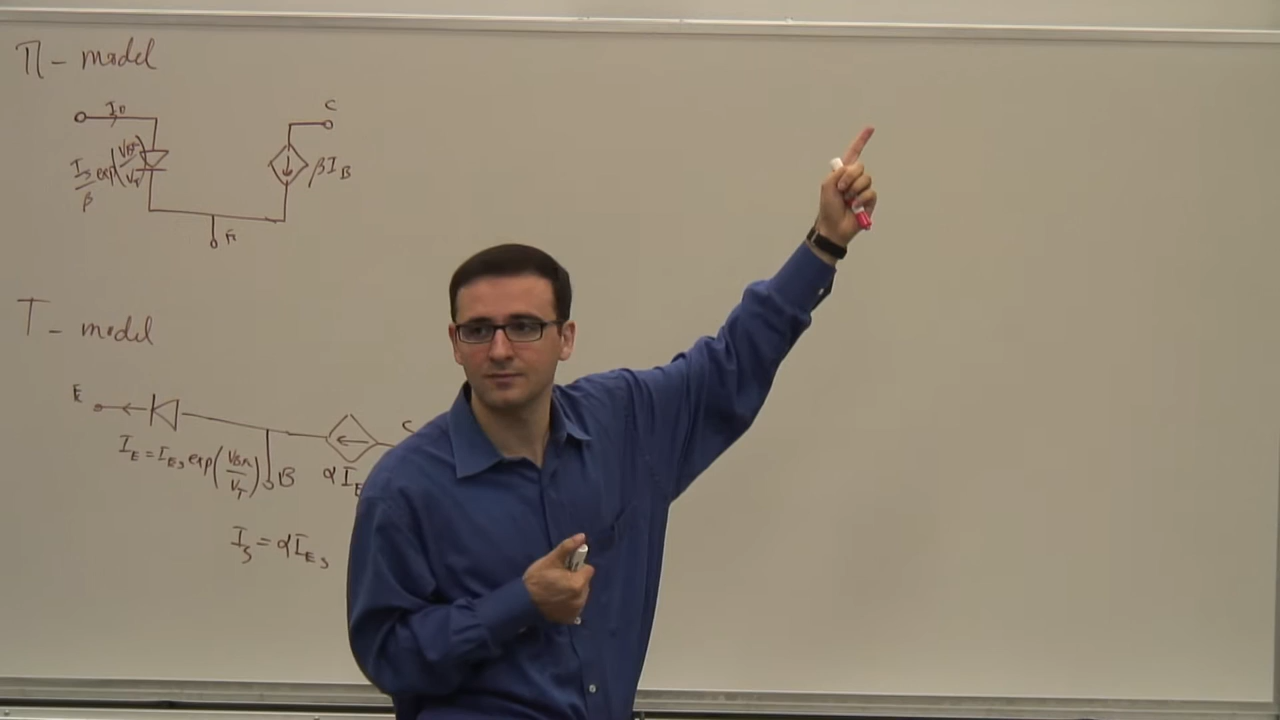 π - model
I_B
C
I_S/β exp(V_BE/V_T)
βI_B
E
T - model
E
C
I_E = I_ES exp(V_BE/V_T)
B
αI_E
I_S = αI_ES